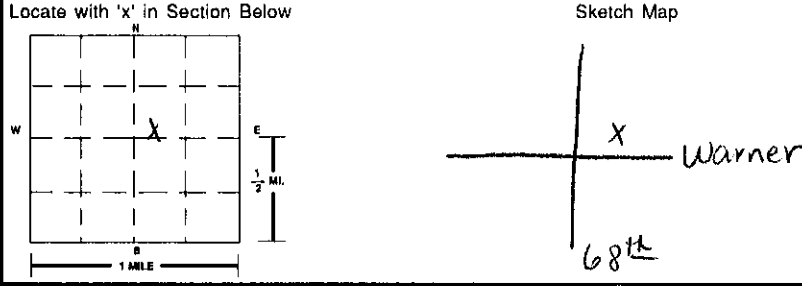 Locate with 'x' in Section Below
N
W
X
E
1/2 MI.
S
1 MILE
Sketch Map
X
Warner
68th